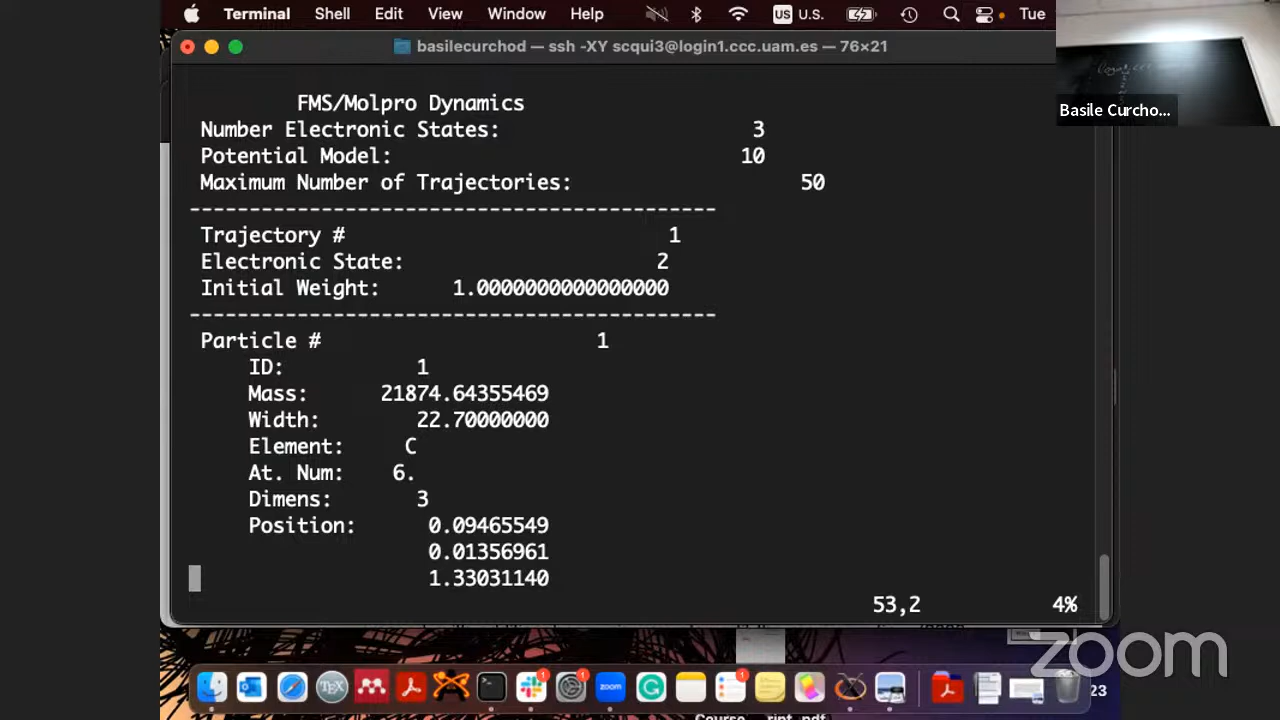 Terminal Shell Edit View Window Help US U.S. Tue
basilecurchod — ssh -XY scqui3@login1.ccc.uam.es — 76×21
FMS/Molpro Dynamics
Number Electronic States: 3
Potential Model: 10
Maximum Number of Trajectories: 50
-------------------------------------------
Trajectory # 1
Electronic State: 2
Initial Weight: 1.0000000000000000
-------------------------------------------
Particle # 1
ID: 1
Mass: 21874.64355469
Width: 22.70000000
Element: C
At. Num: 6.
Dimens: 3
Position: 0.09465549
0.01356961
1.33031140
53,2 4%
Basile Curcho...
zoom
TEX zoom 23